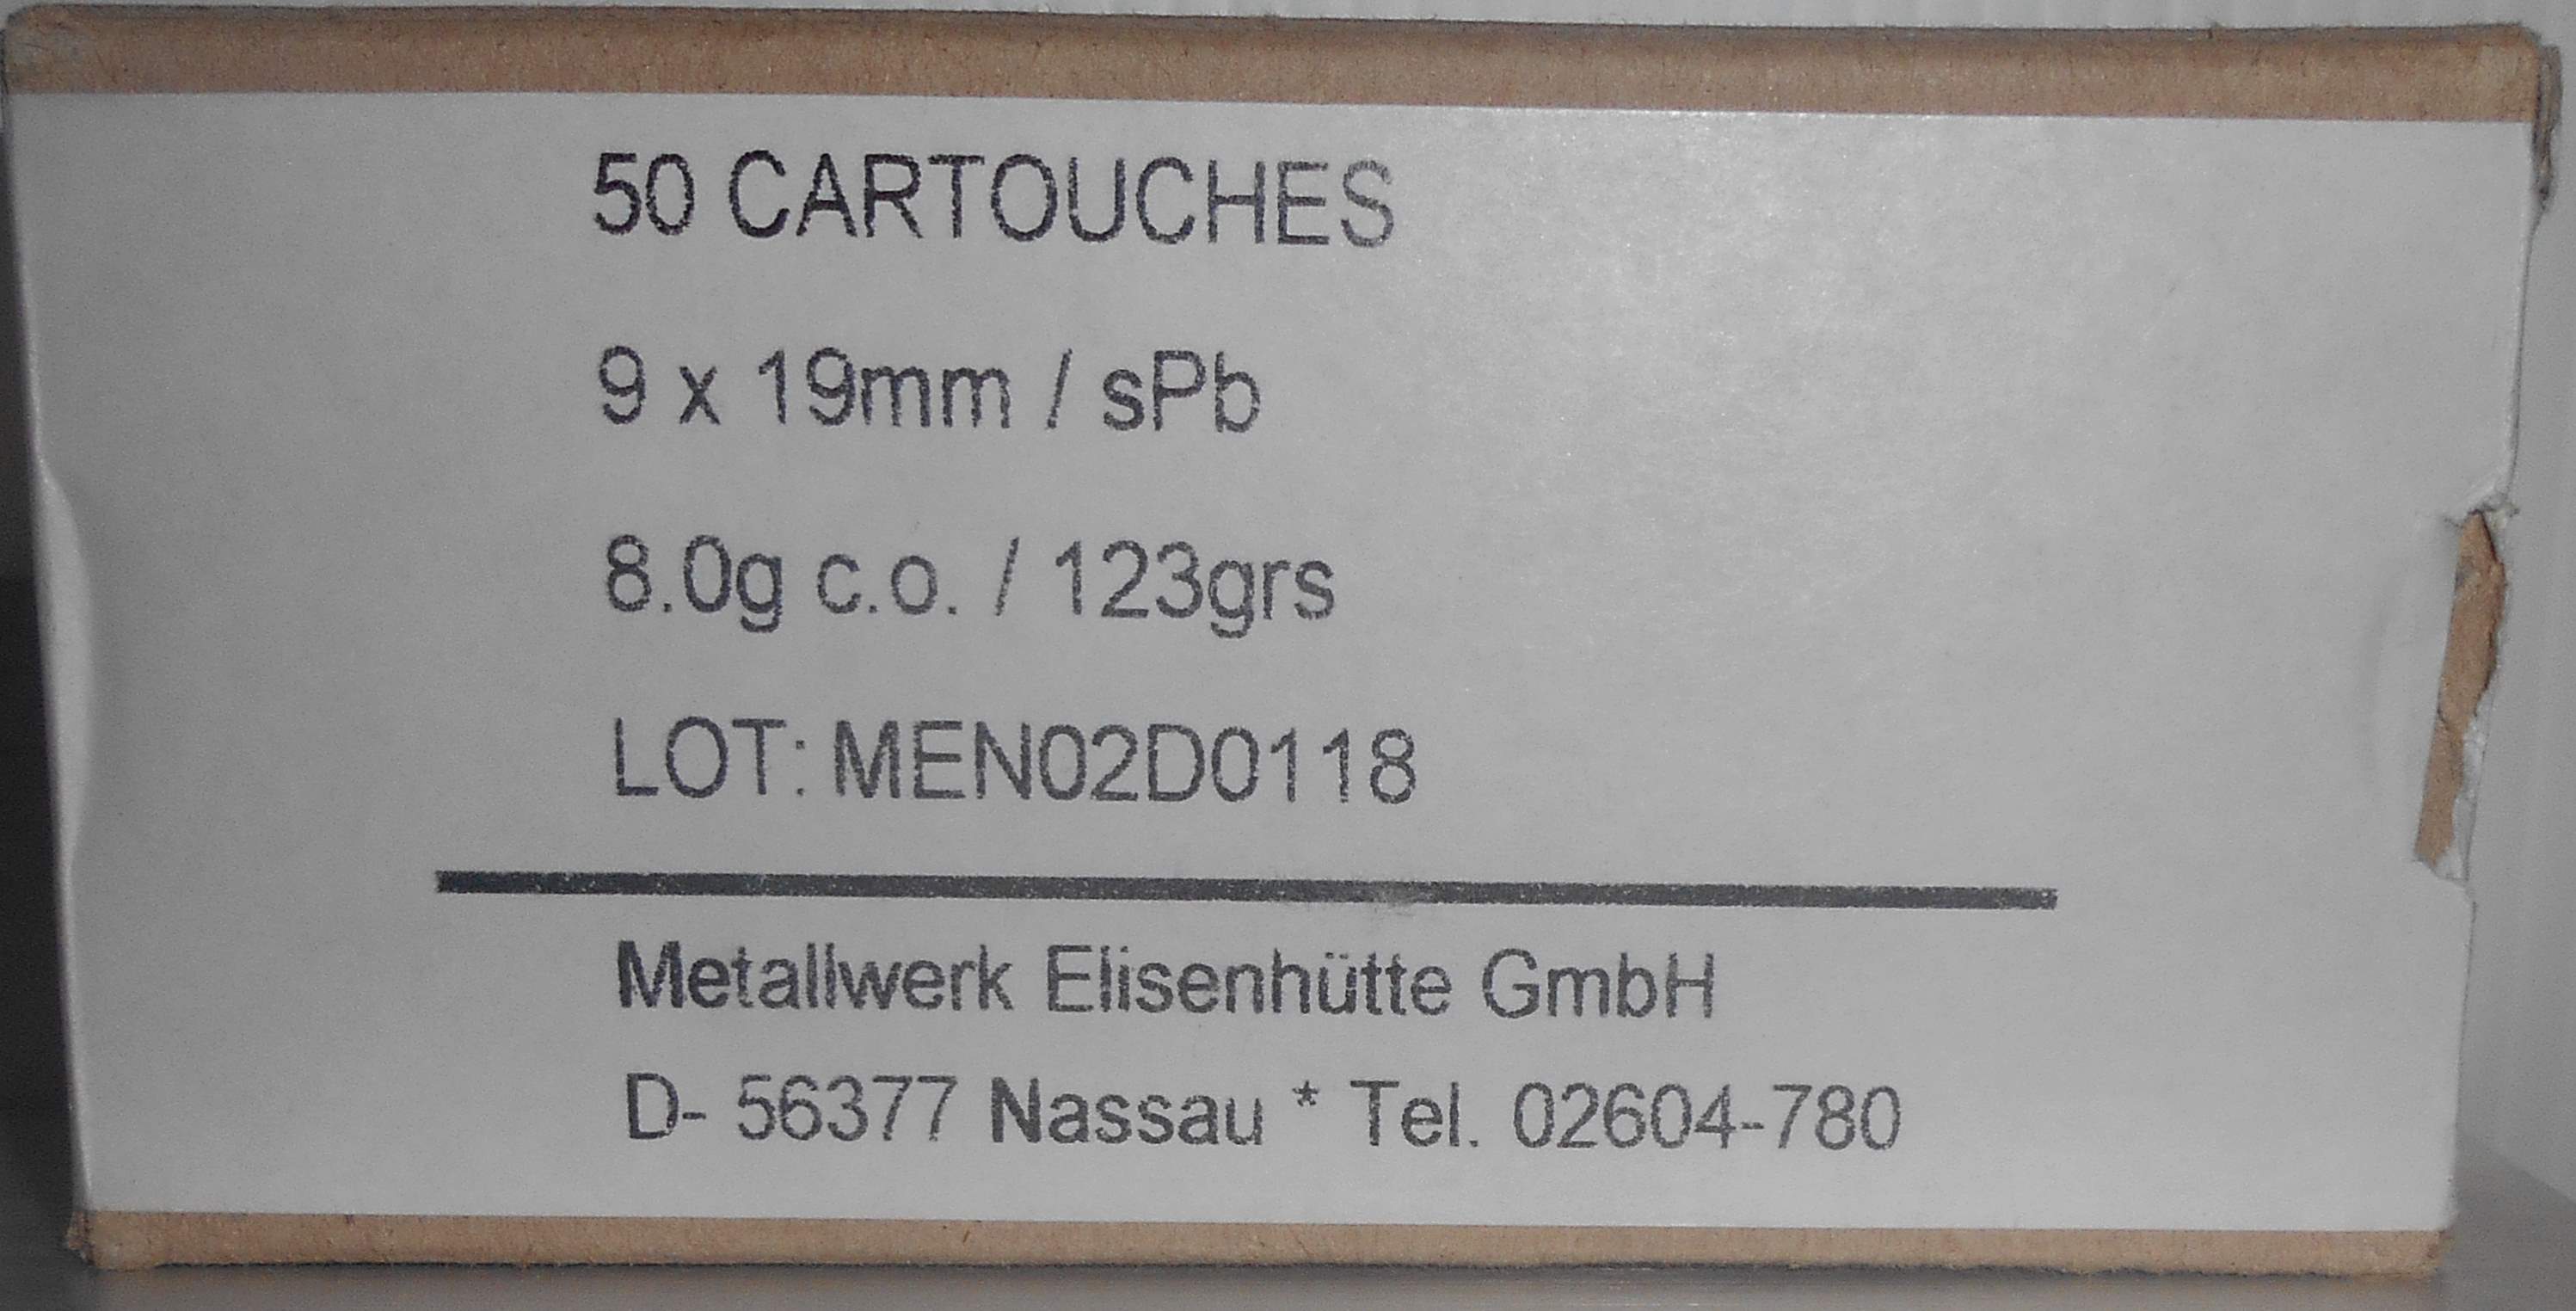 50 CARTOUCHES
9 x 19mm / sPb
8.0g c.o. / 123grs
LOT: MEN02D0118
Metallwerk Elisenhütte GmbH
D- 56377 Nassau * Tel. 02604-780